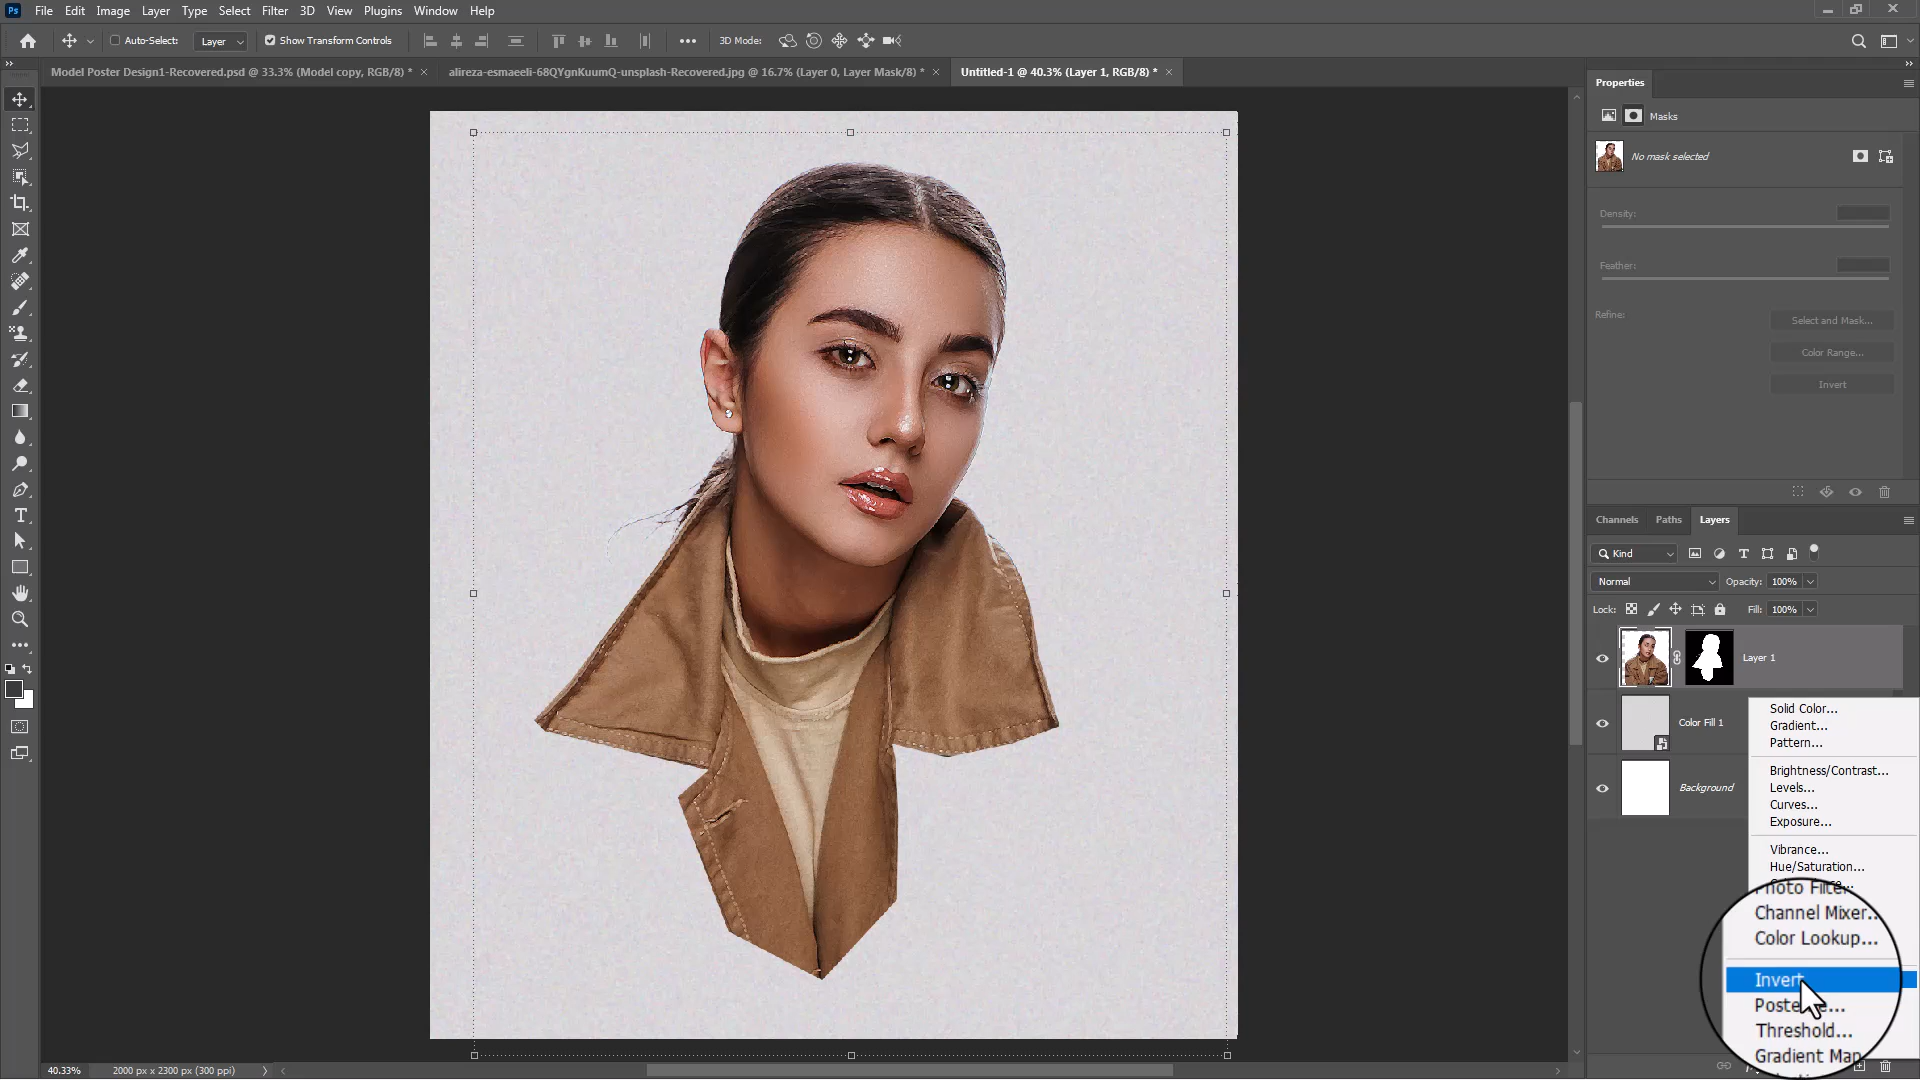 Ps File Edit Image Layer Type Select Filter 3D View Plugins Window Help
Auto-Select: Layer Show Transform Controls 3D Mode:
Model Poster Design1-Recovered.psd @ 33.3% (Model copy, RGB/8) *
alireza-esmaeeli-68QYgnKuumQ-unsplash-Recovered.jpg @ 16.7% (Layer 0, Layer Mask/8) *
Untitled-1 @ 40.3% (Layer 1, RGB/8) *
Properties
Masks
No mask selected
Density:
Feather:
Refine:
Select and Mask...
Color Range...
Invert
Channels Paths Layers
Kind
Normal Opacity: 100%
Lock: Fill: 100%
Layer 1
Color Fill 1
Background
Solid Color...
Gradient...
Pattern...
Brightness/Contrast...
Levels...
Curves...
Exposure...
Vibrance...
Hue/Saturation...
Photo Filter
Channel Mixer..
Color Lookup...
Invert
Threshold...
Gradient Map
40.33% 2000 px x 2300 px (300 ppi)